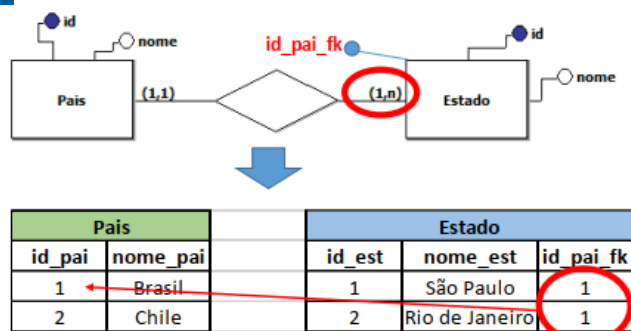 id
nome
id_pai_fk
id
nome
Pais
(1,1)
(1,n)
Estado
Pais
Estado
id_pai nome_pai id_est nome_est id_pai_fk
1 Brasil 1 São Paulo 1
2 Chile 2 Rio de Janeiro 1